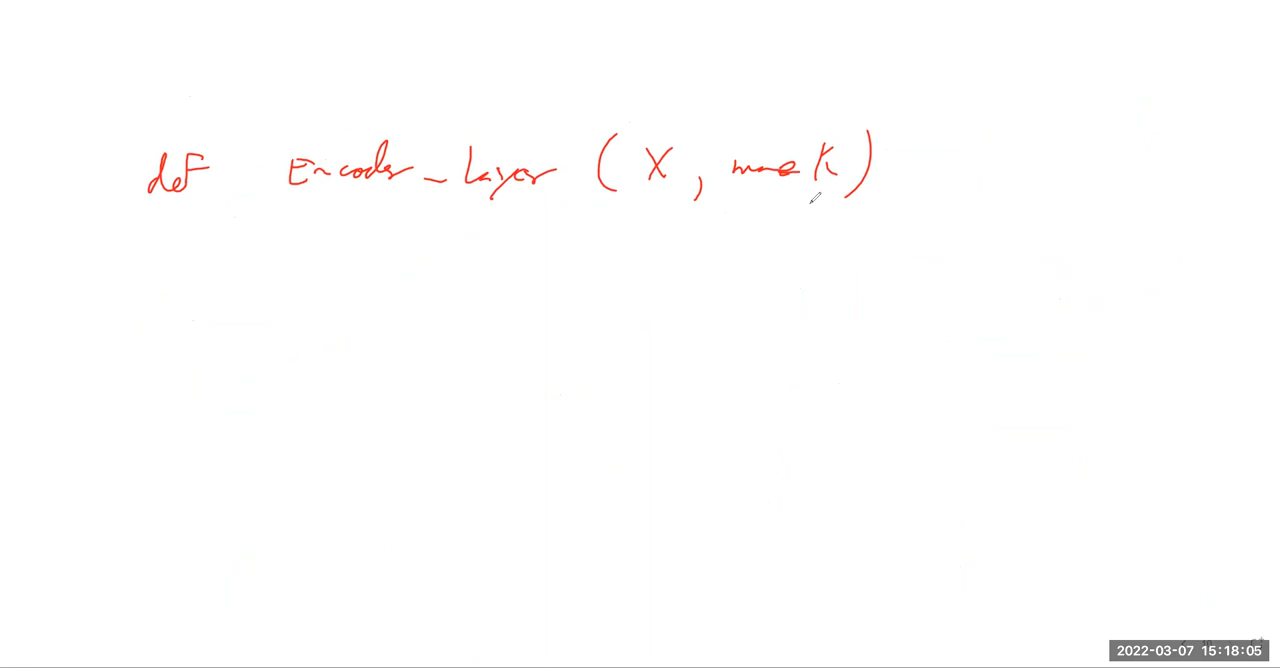 def Encoder_Layer (X, mask)
2022-03-07 15:18:05